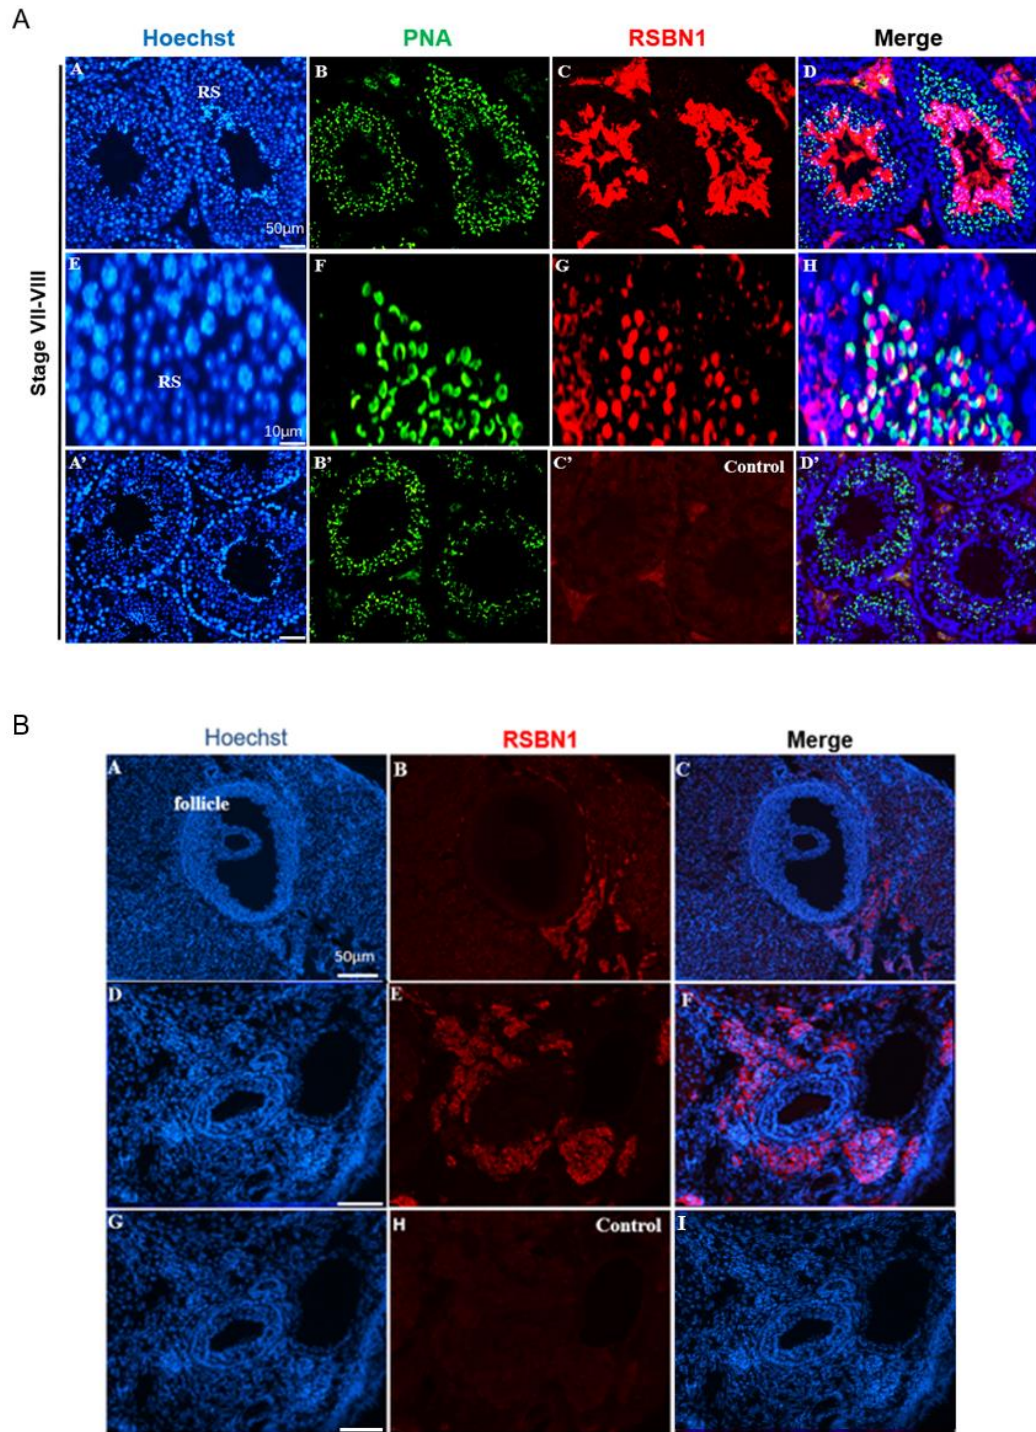 A
Hoechst PNA RSBN1 Merge
Stage VII-VIII
A RS 50µm B C D
E RS 10µm F G H
A' B' C' Control D'
B
Hoechst RSBN1 Merge
A follicle 50µm B C
D E F
G H Control I